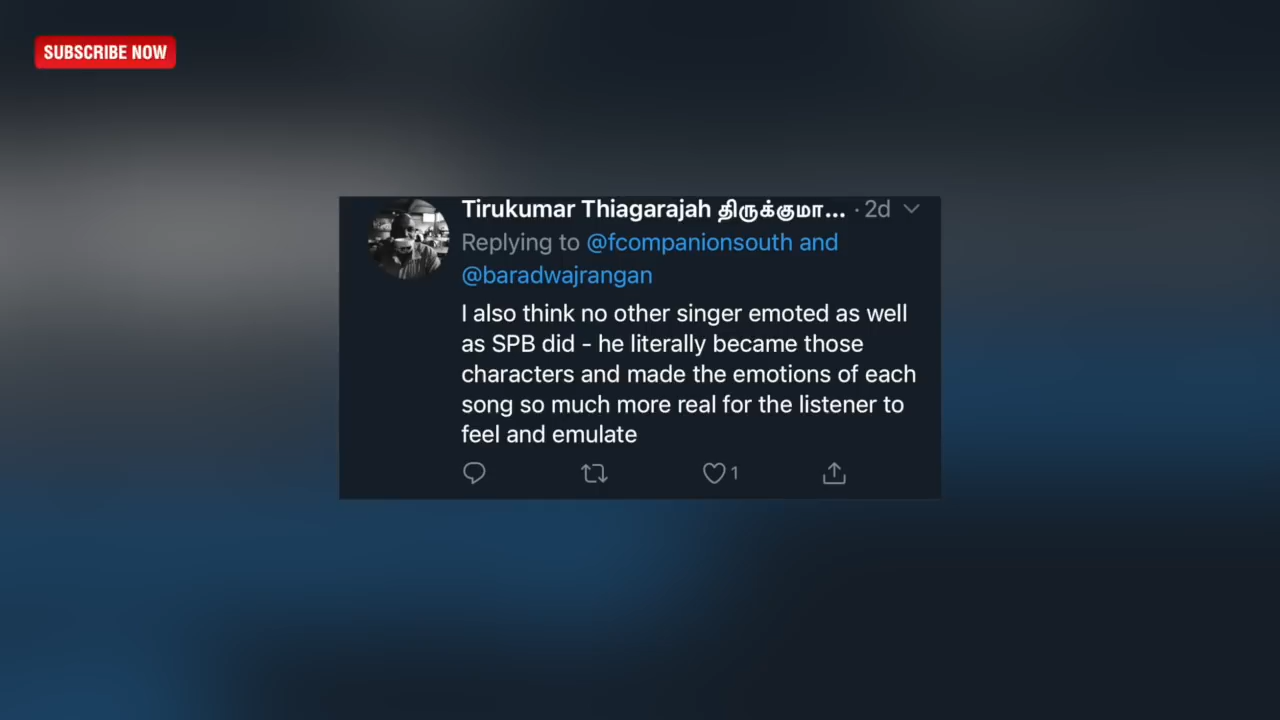 SUBSCRIBE NOW
Tirukumar Thiagarajah திருக்குமா... · 2d
Replying to @fcompanionsouth and
@baradwajrangan
I also think no other singer emoted as well
as SPB did - he literally became those
characters and made the emotions of each
song so much more real for the listener to
feel and emulate
1